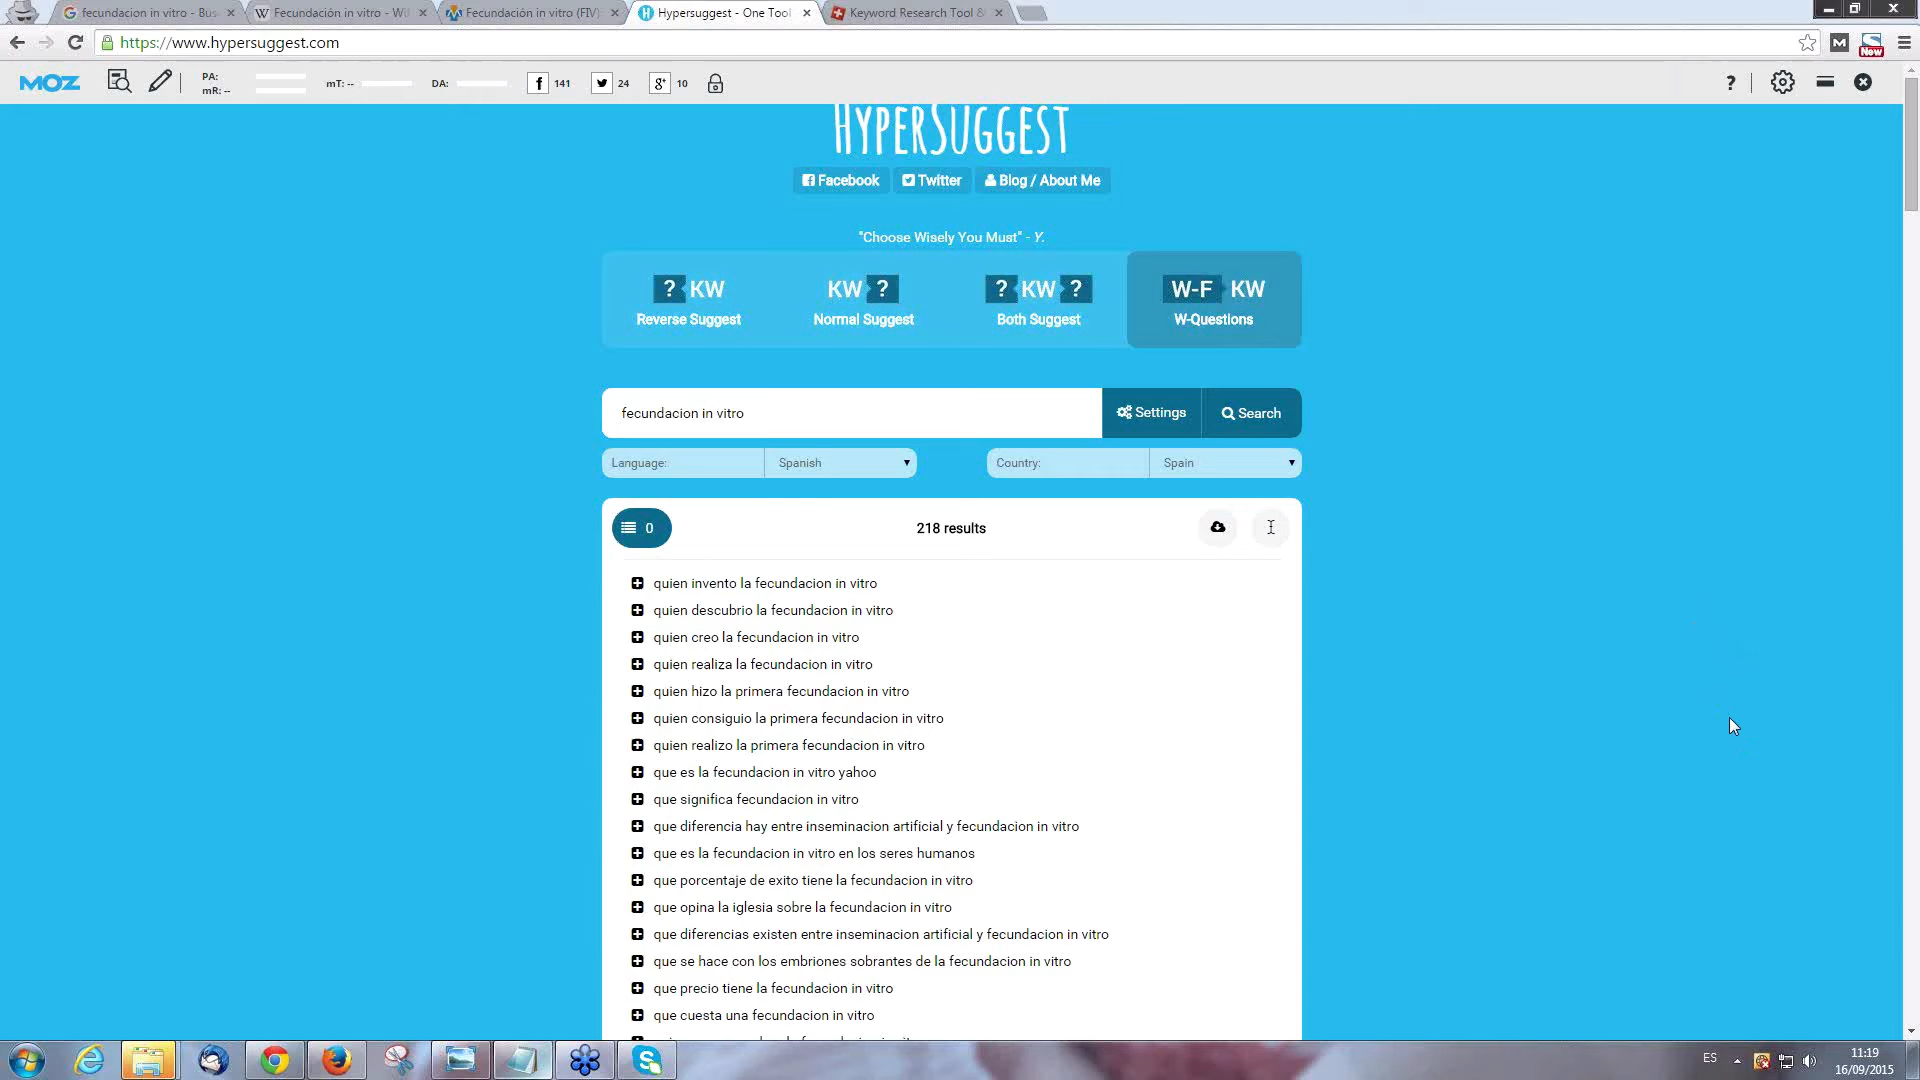 fecundacion in vitro - Bus
Fecundación in vitro - Wi
Fecundación in vitro (FIV)
Hypersuggest - One Tool
Keyword Research Tool &
https://www.hypersuggest.com
M
New
MOZ
PA:
mR: --
mT: --
DA:
141
24
10
HYPERSUGGEST
Facebook
Twitter
Blog / About Me
"Choose Wisely You Must" - Y.
? KW
Reverse Suggest
KW ?
Normal Suggest
? KW ?
Both Suggest
W-F KW
W-Questions
fecundacion in vitro
Settings
Search
Language:
Spanish
Country:
Spain
0
218 results
quien invento la fecundacion in vitro
quien descubrio la fecundacion in vitro
quien creo la fecundacion in vitro
quien realiza la fecundacion in vitro
quien hizo la primera fecundacion in vitro
quien consiguio la primera fecundacion in vitro
quien realizo la primera fecundacion in vitro
que es la fecundacion in vitro yahoo
que significa fecundacion in vitro
que diferencia hay entre inseminacion artificial y fecundacion in vitro
que es la fecundacion in vitro en los seres humanos
que porcentaje de exito tiene la fecundacion in vitro
que opina la iglesia sobre la fecundacion in vitro
que diferencias existen entre inseminacion artificial y fecundacion in vitro
que se hace con los embriones sobrantes de la fecundacion in vitro
que precio tiene la fecundacion in vitro
que cuesta una fecundacion in vitro
ES
11:19
16/09/2015